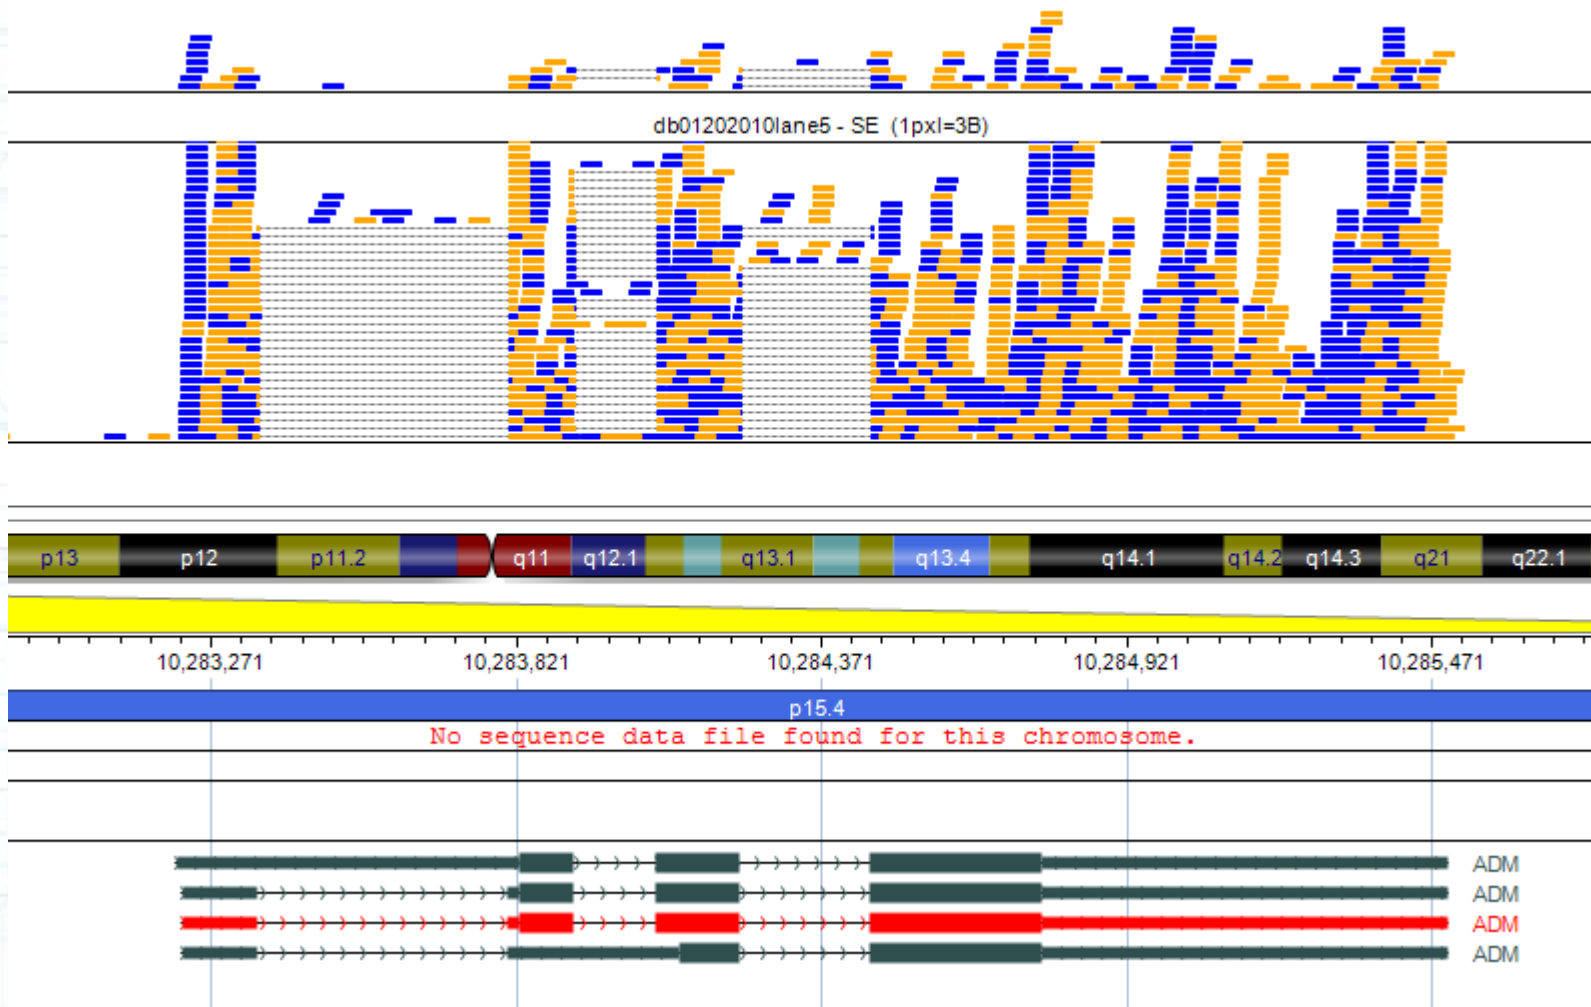 db01202010lane5 - SE (1pxl=3B)
p13 p12 p11.2 q11 q12.1 q13.1 q13.4 q14.1 q14.2 q14.3 q21 q22.1
10,283,271 10,283,821 10,284,371 10,284,921 10,285,471
p15.4
No sequence data file found for this chromosome.
ADM
ADM
ADM
ADM